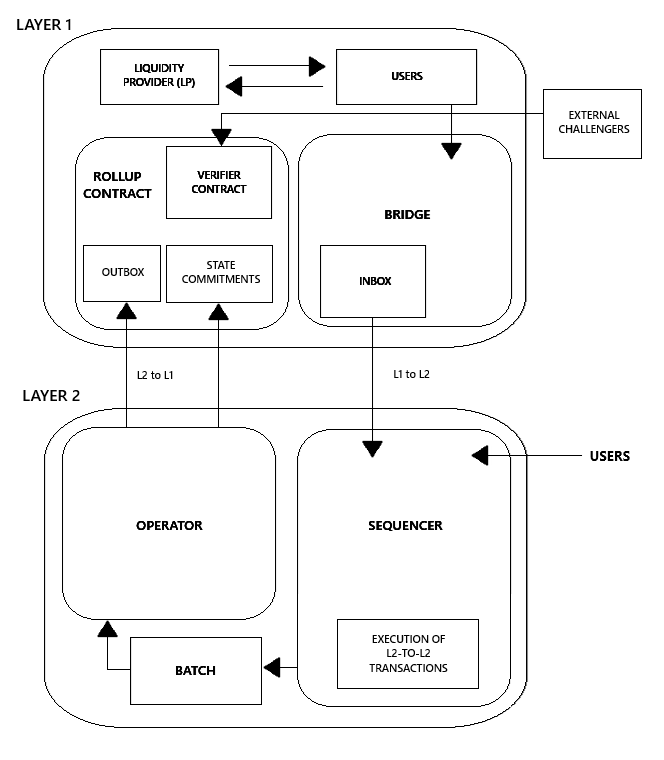 LAYER 1
LIQUIDITY
PROVIDER (LP)
USERS
EXTERNAL
CHALLENGERS
ROLLUP
CONTRACT
VERIFIER
CONTRACT
BRIDGE
OUTBOX
STATE
COMMITMENTS
INBOX
L2 to L1
L1 to L2
LAYER 2
USERS
OPERATOR
SEQUENCER
EXECUTION OF
L2-TO-L2
TRANSACTIONS
BATCH